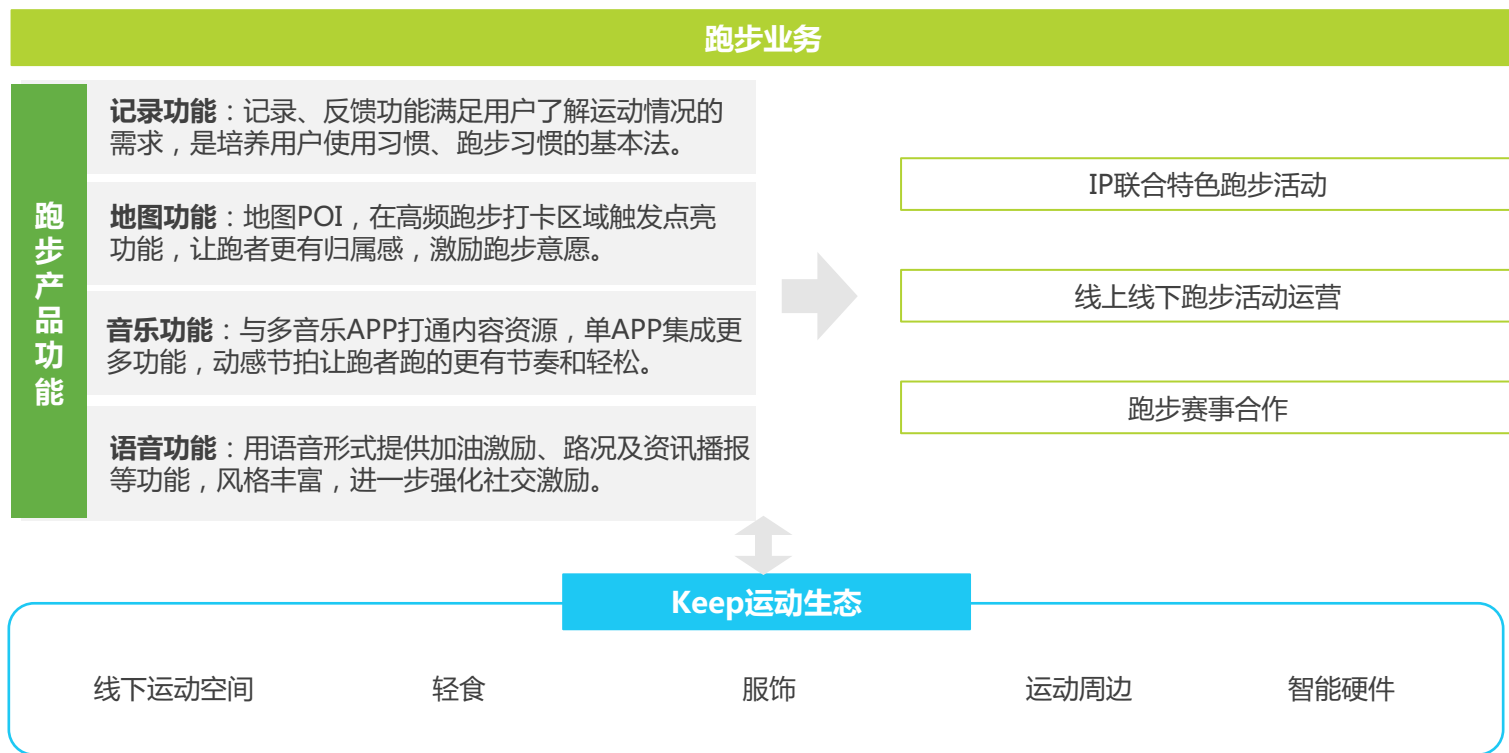 跑步业务
跑步产品功能
记录功能：记录、反馈功能满足用户了解运动情况的
需求，是培养用户使用习惯、跑步习惯的基本法。
地图功能：地图POI，在高频跑步打卡区域触发点亮
功能，让跑者更有归属感，激励跑步意愿。
音乐功能：与多音乐APP打通内容资源，单APP集成更
多功能，动感节拍让跑者跑的更有节奏和轻松。
语音功能：用语音形式提供加油激励、路况及资讯播报
等功能，风格丰富，进一步强化社交激励。
IP联合特色跑步活动
线上线下跑步活动运营
跑步赛事合作
Keep运动生态
线下运动空间 轻食 服饰 运动周边 智能硬件